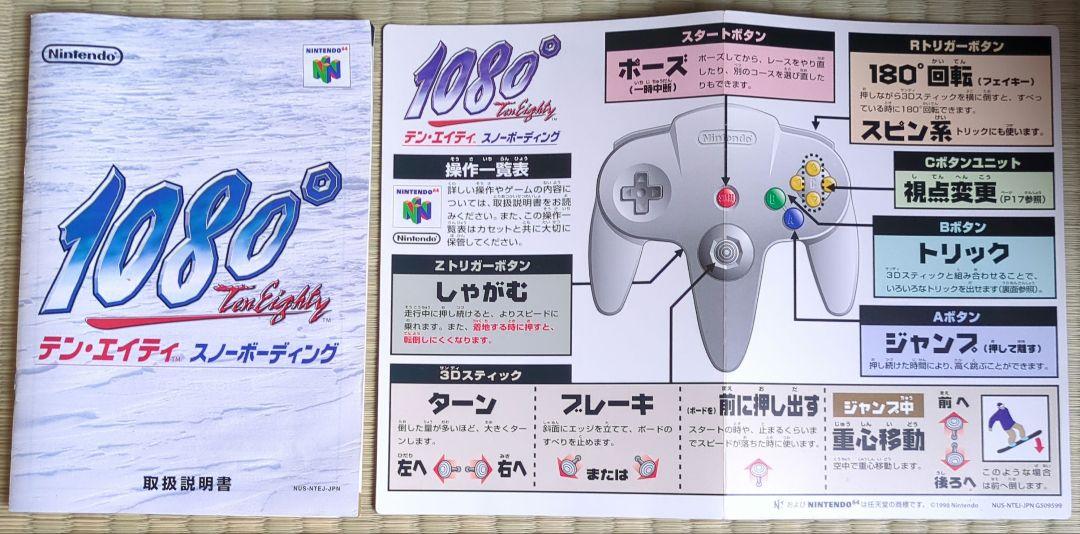 Nintendo
NINTENDO 64
1080°
TenEighty
テン・エイティ™ スノーボーディング
取扱説明書
NUS-NTEJ-JPN
1080°
TenEighty™
テン・エイティ™ スノーボーディング
操作一覧表
NINTENDO 64
Nintendo
詳しい操作やゲームの内容に
ついては、取扱説明書をお読
みください。また、この操作一
覧表はカセットと共に大切に
保管してください。
スタートボタン
ポーズ
(一時中断)
ポーズしてから、レースをやり直
したり、別のコースを選び直した
りもできます。
Rトリガーボタン
180°回転(フェイキー)
押しながら3Dスティックを横に倒すと、すべっ
ている時に180°回転できます。
スピン系 トリックにも使います。
Cボタンユニット
視点変更(P17参照)
Bボタン
トリック
3Dスティックと組み合わせることで、
いろいろなトリックを出せます(裏面参照)。
Aボタン
ジャンプ(押して離す)
押し続けた時間により、高く跳ぶことができます。
Nintendo
START
B
A
Zトリガーボタン
しゃがむ
走行中に押し続けると、よりスピードに
乗れます。また、着地する時に押すと、
転倒しにくくなります。
3Dスティック
ターン
倒した量が多いほど、大きくター
ンします。
左へ 右へ
ブレーキ
斜面にエッジを立てて、ボードの
すべりを止めます。
または
(ボードを)前に押し出す
スタートの時や、止まるくらいま
でスピードが落ちた時に使います。
ジャンプ中
重心移動
空中で重心移動します。
前へ
後ろへ
このような場合
は前へ倒します。
および NINTENDO64は任天堂の商標です。 ©1998 Nintendo NUS-NTEJ-JPN G509599